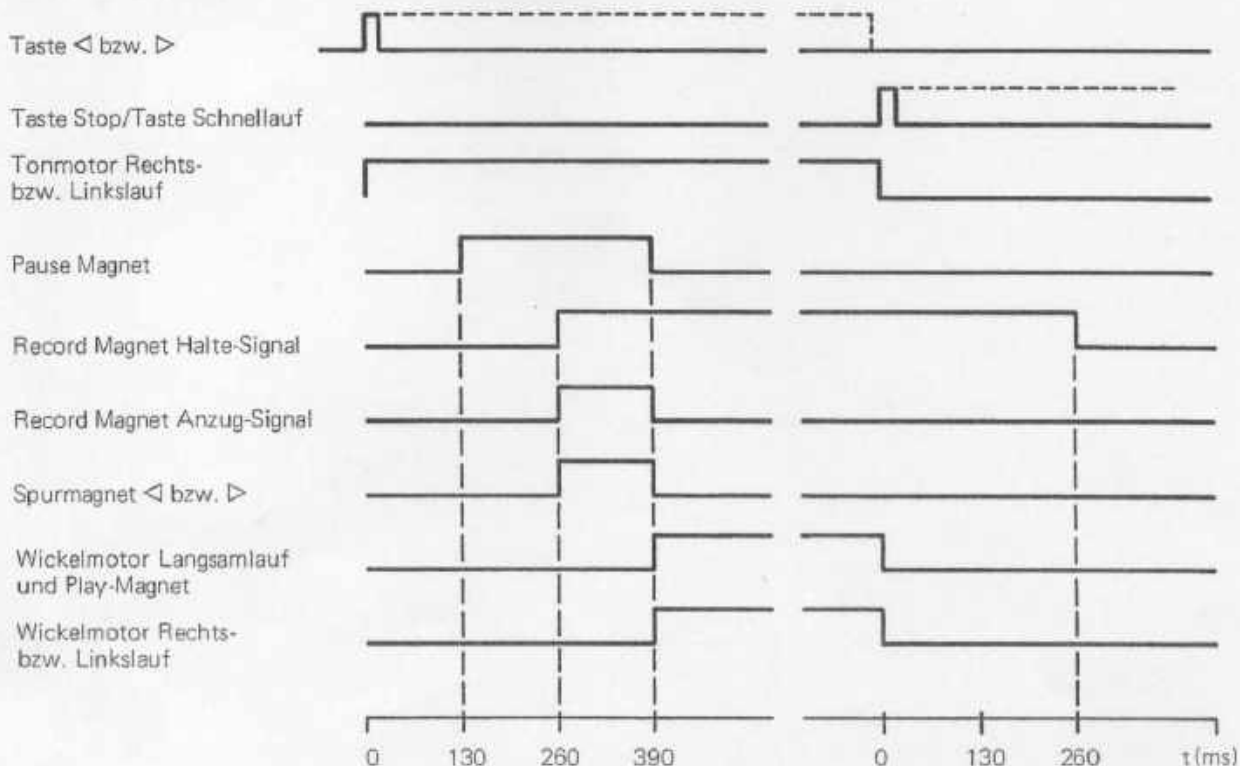 Taste ◁ bzw. ▷
Taste Stop/Taste Schnellauf
Tonmotor Rechts-
bzw. Linkslauf
Pause Magnet
Record Magnet Halte-Signal
Record Magnet Anzug-Signal
Spurmagnet ◁ bzw. ▷
Wickelmotor Langsamlauf
und Play-Magnet
Wickelmotor Rechts-
bzw. Linkslauf
0 130 260 390 0 130 260 t (ms)